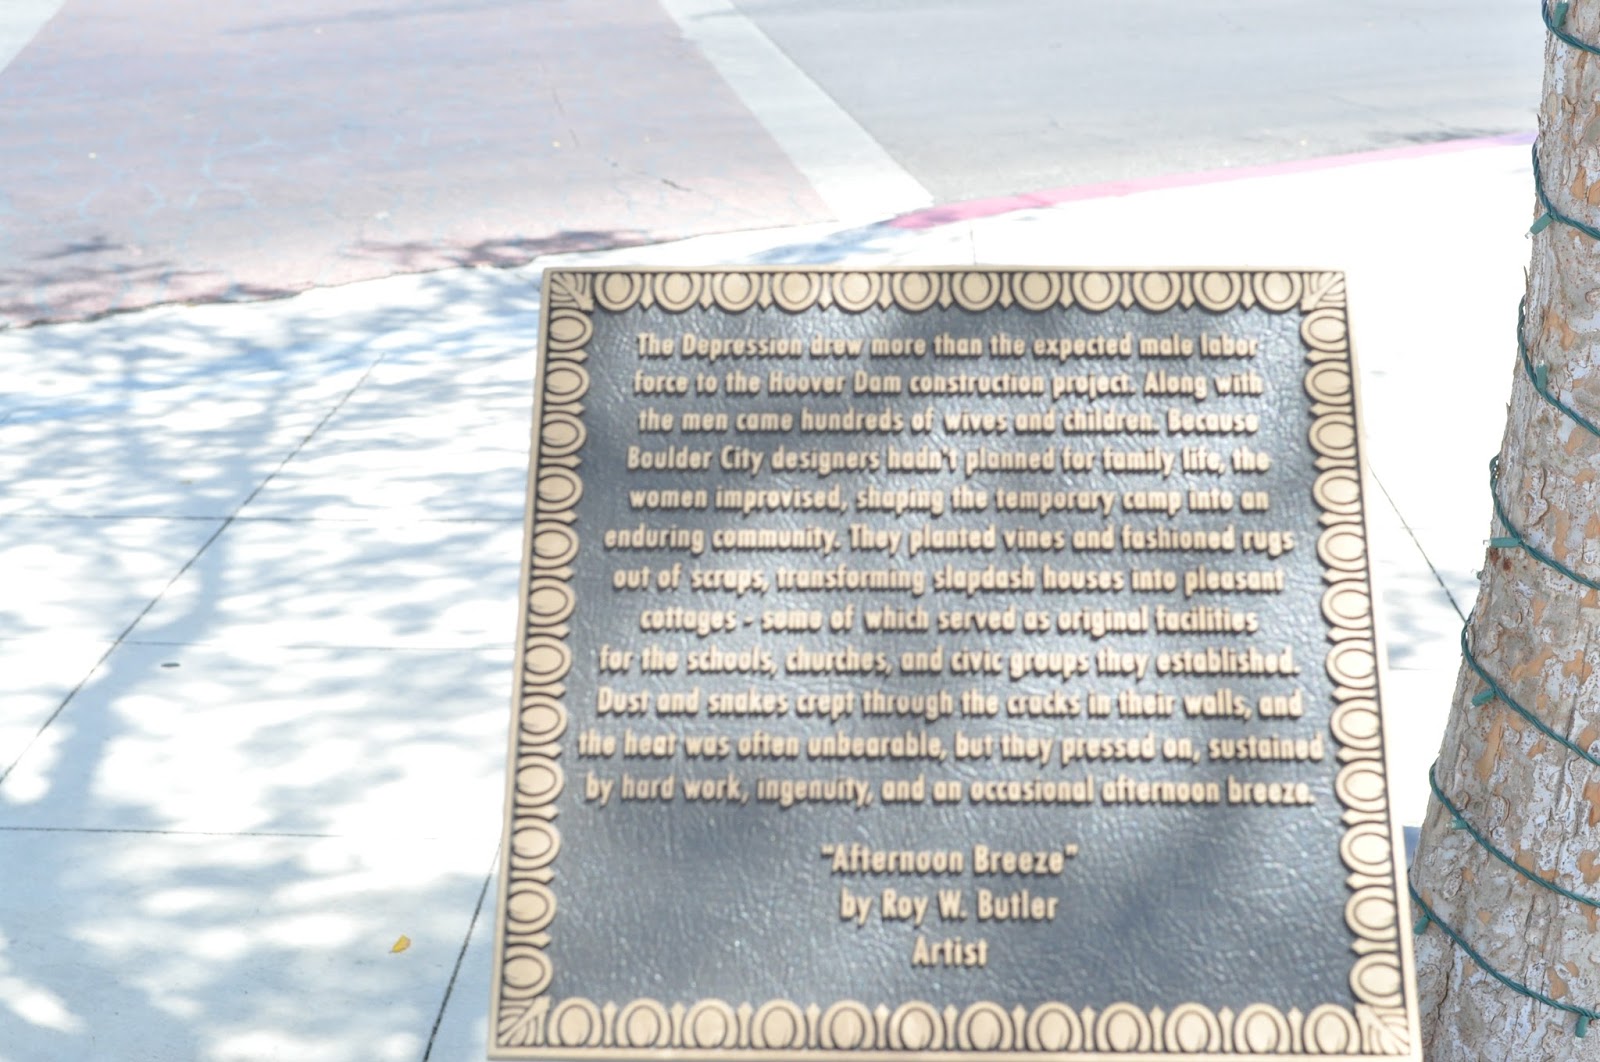 The Depression drew more than the expected male labor
force to the Hoover Dam construction project. Along with
the men came hundreds of wives and children. Because
Boulder City designers hadn't planned for family life, the
women improvised, shaping the temporary camp into an
enduring community. They planted vines and fashioned rugs
out of scraps, transforming slapdash houses into pleasant
cottages - some of which served as original facilities
for the schools, churches, and civic groups they established.
Dust and snakes crept through the cracks in their walls, and
the heat was often unbearable, but they pressed on, sustained
by hard work, ingenuity, and an occasional afternoon breeze.
"Afternoon Breeze"
by Roy W. Butler
Artist